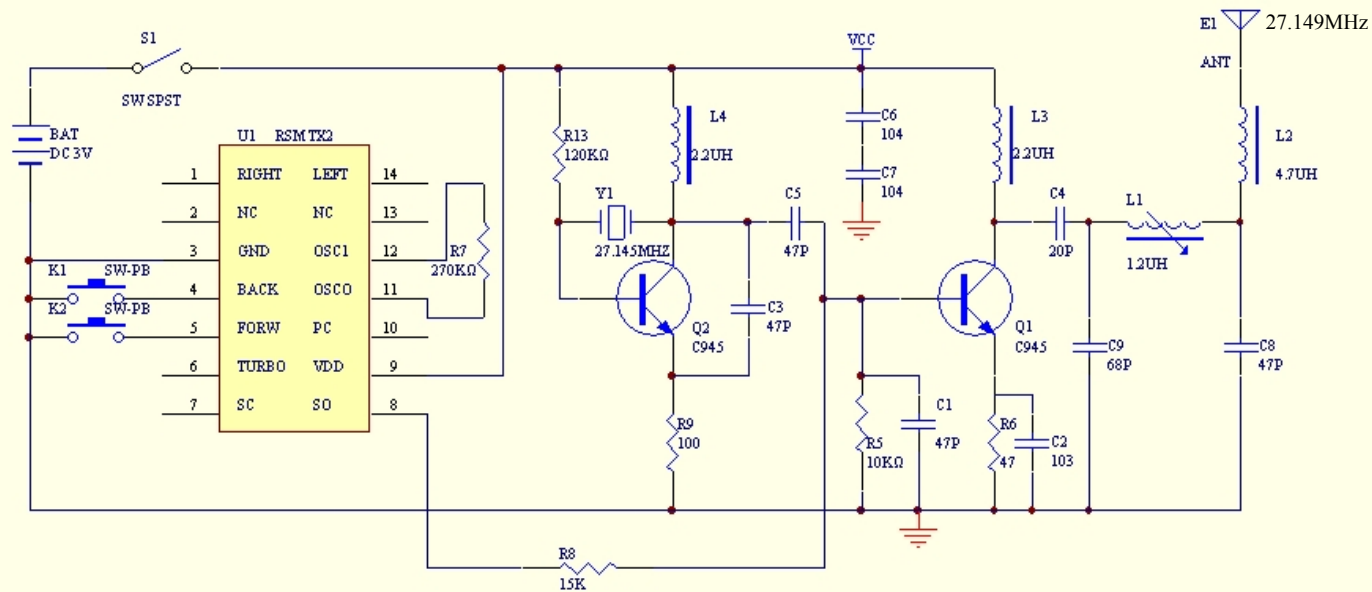 E1 27.149MHz
ANT
S1
SWSPST
VCC
BAT
DC 3V
U1 RSMTX2
1 RIGHT LEFT 14
2 NC NC 13
3 GND OSC1 12
4 BACK OSCO 11
5 FORW PC 10
6 TURBO VDD 9
7 SC SO 8
K1 SW-PB
K2 SW-PB
R7
270KΩ
R13
120KΩ
L4
2.2UH
Y1
27.145MHZ
C5
47P
C3
47P
Q2
C945
R9
100
R8
15K
C6
104
C7
104
L3
2.2UH
C4
20P
L1
1.2UH
L2
4.7UH
Q1
C945
R5
10KΩ
C1
47P
R6
47
C2
103
C9
68P
C8
47P